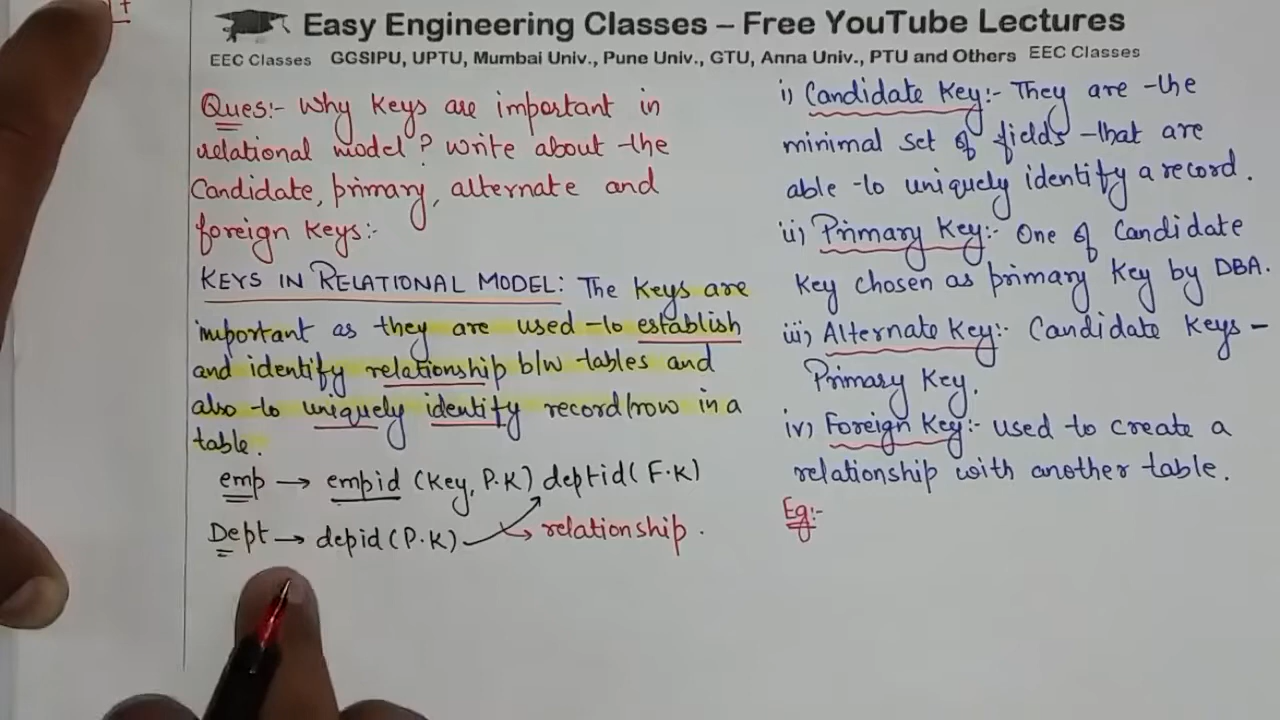 Easy Engineering Classes – Free YouTube Lectures
EEC Classes GGSIPU, UPTU, Mumbai Univ., Pune Univ., GTU, Anna Univ., PTU and Others EEC Classes
Ques:- Why Keys are important in
relational model? Write about the
Candidate, primary, alternate and
foreign Keys:-
KEYS IN RELATIONAL MODEL: The Keys are
important as they are used to establish
and identify relationship b/w tables and
also to uniquely identify record/row in a
table.
emp → empid (Key, P.K) deptid (F.K)
Dept → depid (P.K) → relationship.
i) Candidate Key:- They are the
minimal set of fields that are
able to uniquely identify a record.
ii) Primary Key:- One of Candidate
Key chosen as primary Key by DBA.
iii) Alternate Key:- Candidate Keys –
Primary Key.
iv) Foreign Key:- used to create a
relationship with another table.
Eg:-